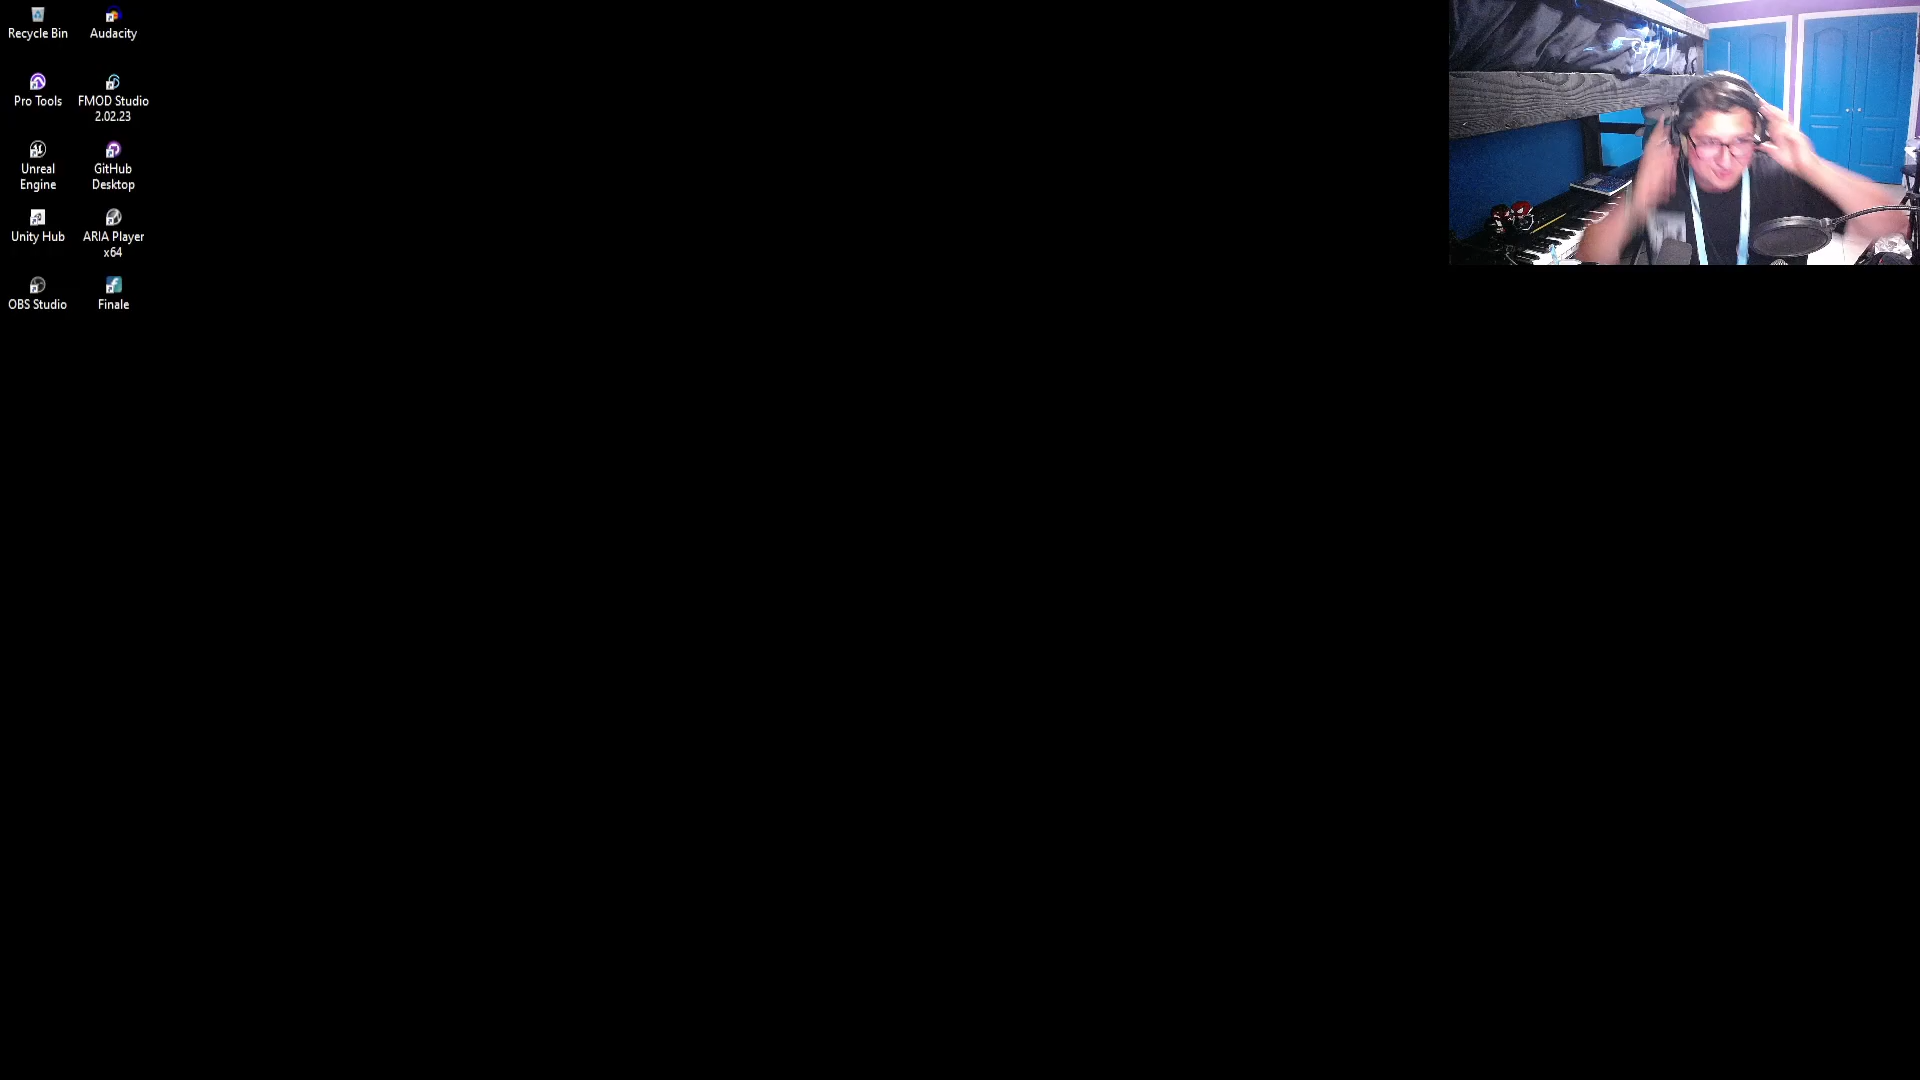 Recycle Bin
Audacity
Pro Tools
FMOD Studio
2.02.23
Unreal
Engine
GitHub
Desktop
Unity Hub
ARIA Player
x64
OBS Studio
Finale